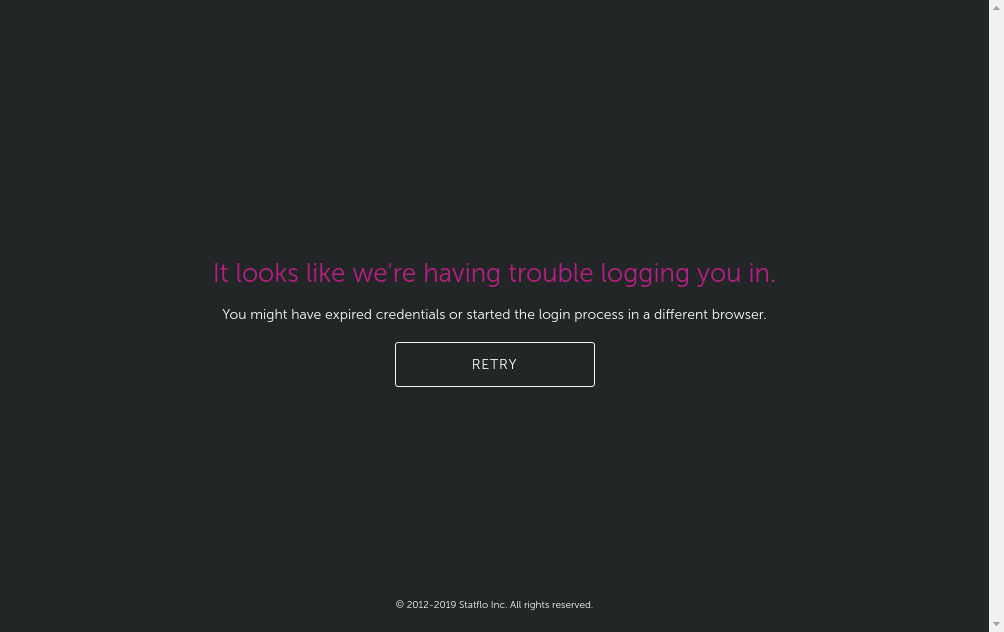 It looks like we're having trouble logging you in.
You might have expired credentials or started the login process in a different browser.
RETRY
© 2012-2019 Statflo Inc. All rights reserved.